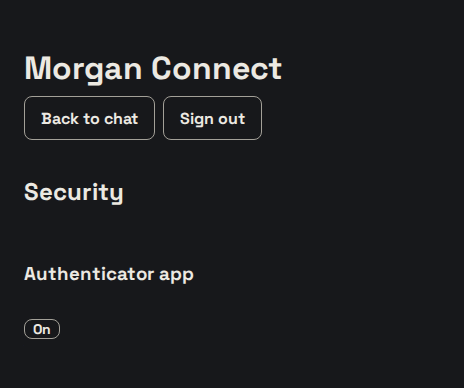 Morgan Connect
Back to chat
Sign out
Security
Authenticator app
On